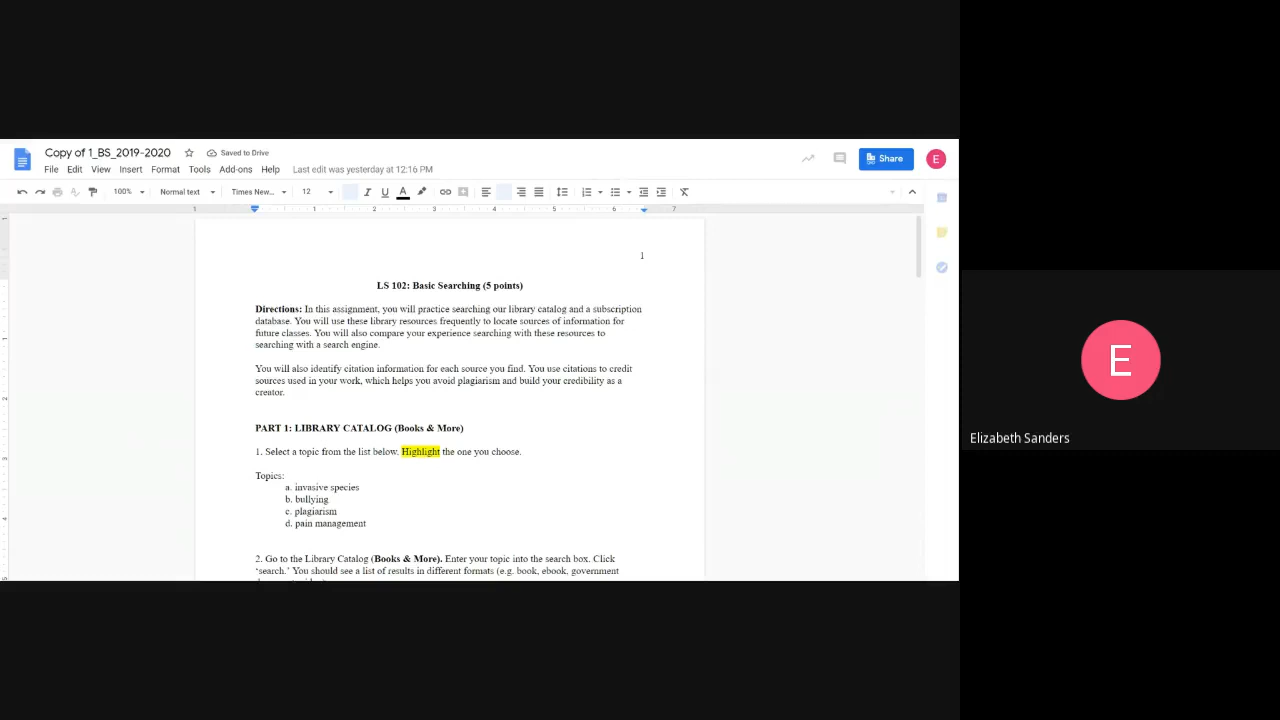 Copy of 1_BS_2019-2020 Saved to Drive
File Edit View Insert Format Tools Add-ons Help Last edit was yesterday at 12:16 PM
Share
E
100% Normal text Times New... 12
1 1 2 3 4 5 6 7
1
LS 102: Basic Searching (5 points)
Directions: In this assignment, you will practice searching our library catalog and a subscription
database. You will use these library resources frequently to locate sources of information for
future classes. You will also compare your experience searching with these resources to
searching with a search engine.
You will also identify citation information for each source you find. You use citations to credit
sources used in your work, which helps you avoid plagiarism and build your credibility as a
creator.
PART 1: LIBRARY CATALOG (Books & More)
1. Select a topic from the list below. Highlight the one you choose.
Topics:
a. invasive species
b. bullying
c. plagiarism
d. pain management
2. Go to the Library Catalog (Books & More). Enter your topic into the search box. Click
‘search.’ You should see a list of results in different formats (e.g. book, ebook, government
E
Elizabeth Sanders